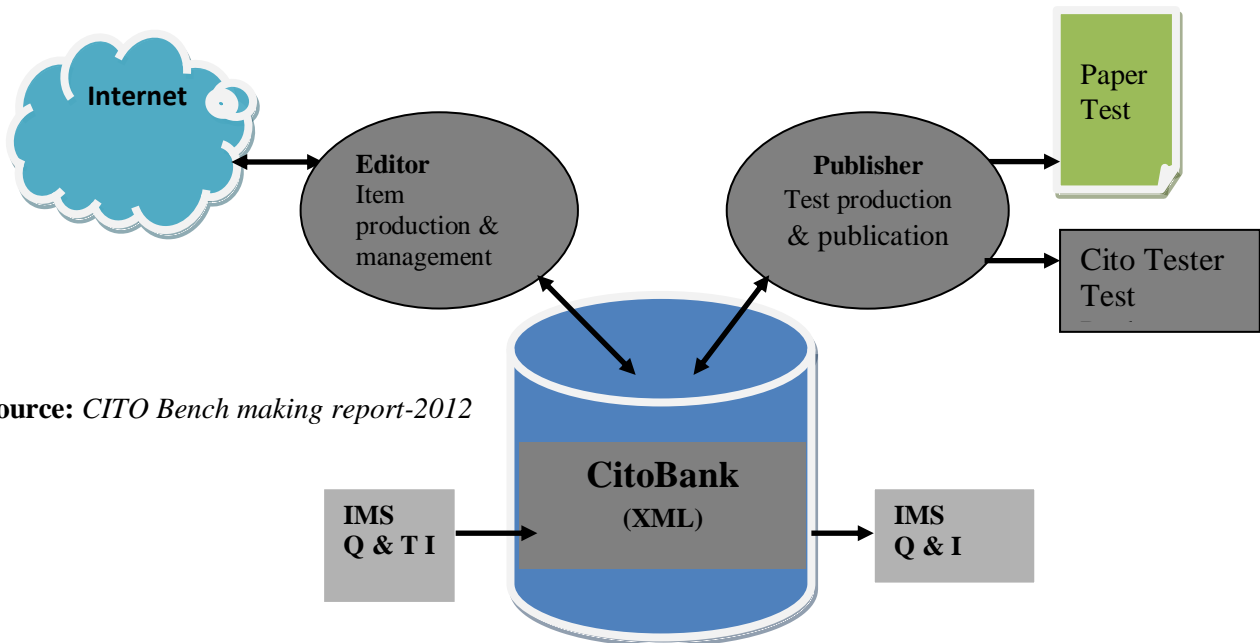 Internet
Editor
Item
production &
management
Publisher
Test production
& publication
Paper
Test
Cito Tester
Test
ource: CITO Bench making report-2012
CitoBank
(XML)
IMS
Q & T I
IMS
Q & I